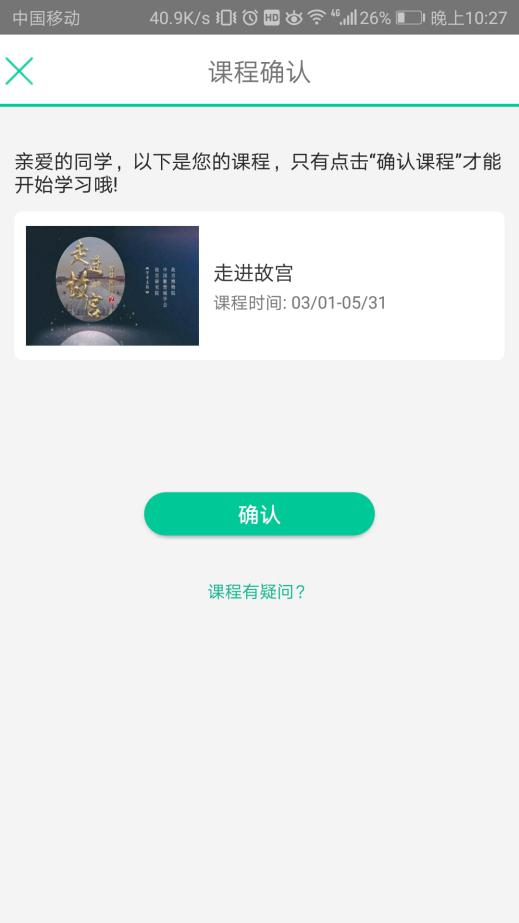 中国移动 40.9K/s HD 4G 26% 晚上10:27
课程确认
亲爱的同学，以下是您的课程，只有点击“确认课程”才能
开始学习哦!
走进故宫
走进故宫
课程时间: 03/01-05/31
确认
课程有疑问?